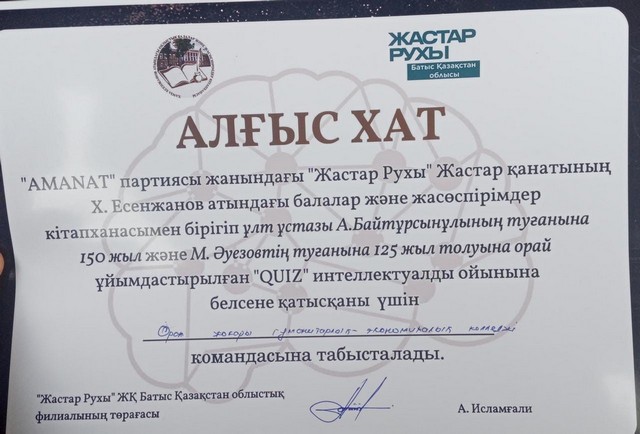 ЖАСТАР
РУХЫ
Батыс Қазақстан
облысы
АЛҒЫС ХАТ
"AMANAT" партиясы жанындағы "Жастар Рухы" Жастар қанатының
Х. Есенжанов атындағы балалар және жасөспірімдер
кітапханасымен бірігіп ұлт ұстазы А.Байтұрсынұлының туғанына
150 жыл және М. Әуезовтің туғанына 125 жыл толуына орай
ұйымдастырылған "QUIZ" интеллектуалды ойынына
белсене қатысқаны үшін
Орал жоғары гуманитарлық-экономикалық колледжі
командасына табысталады.
"Жастар Рухы" ЖҚ Батыс Қазақстан облыстық
филиалының төрағасы
А. Исламғали